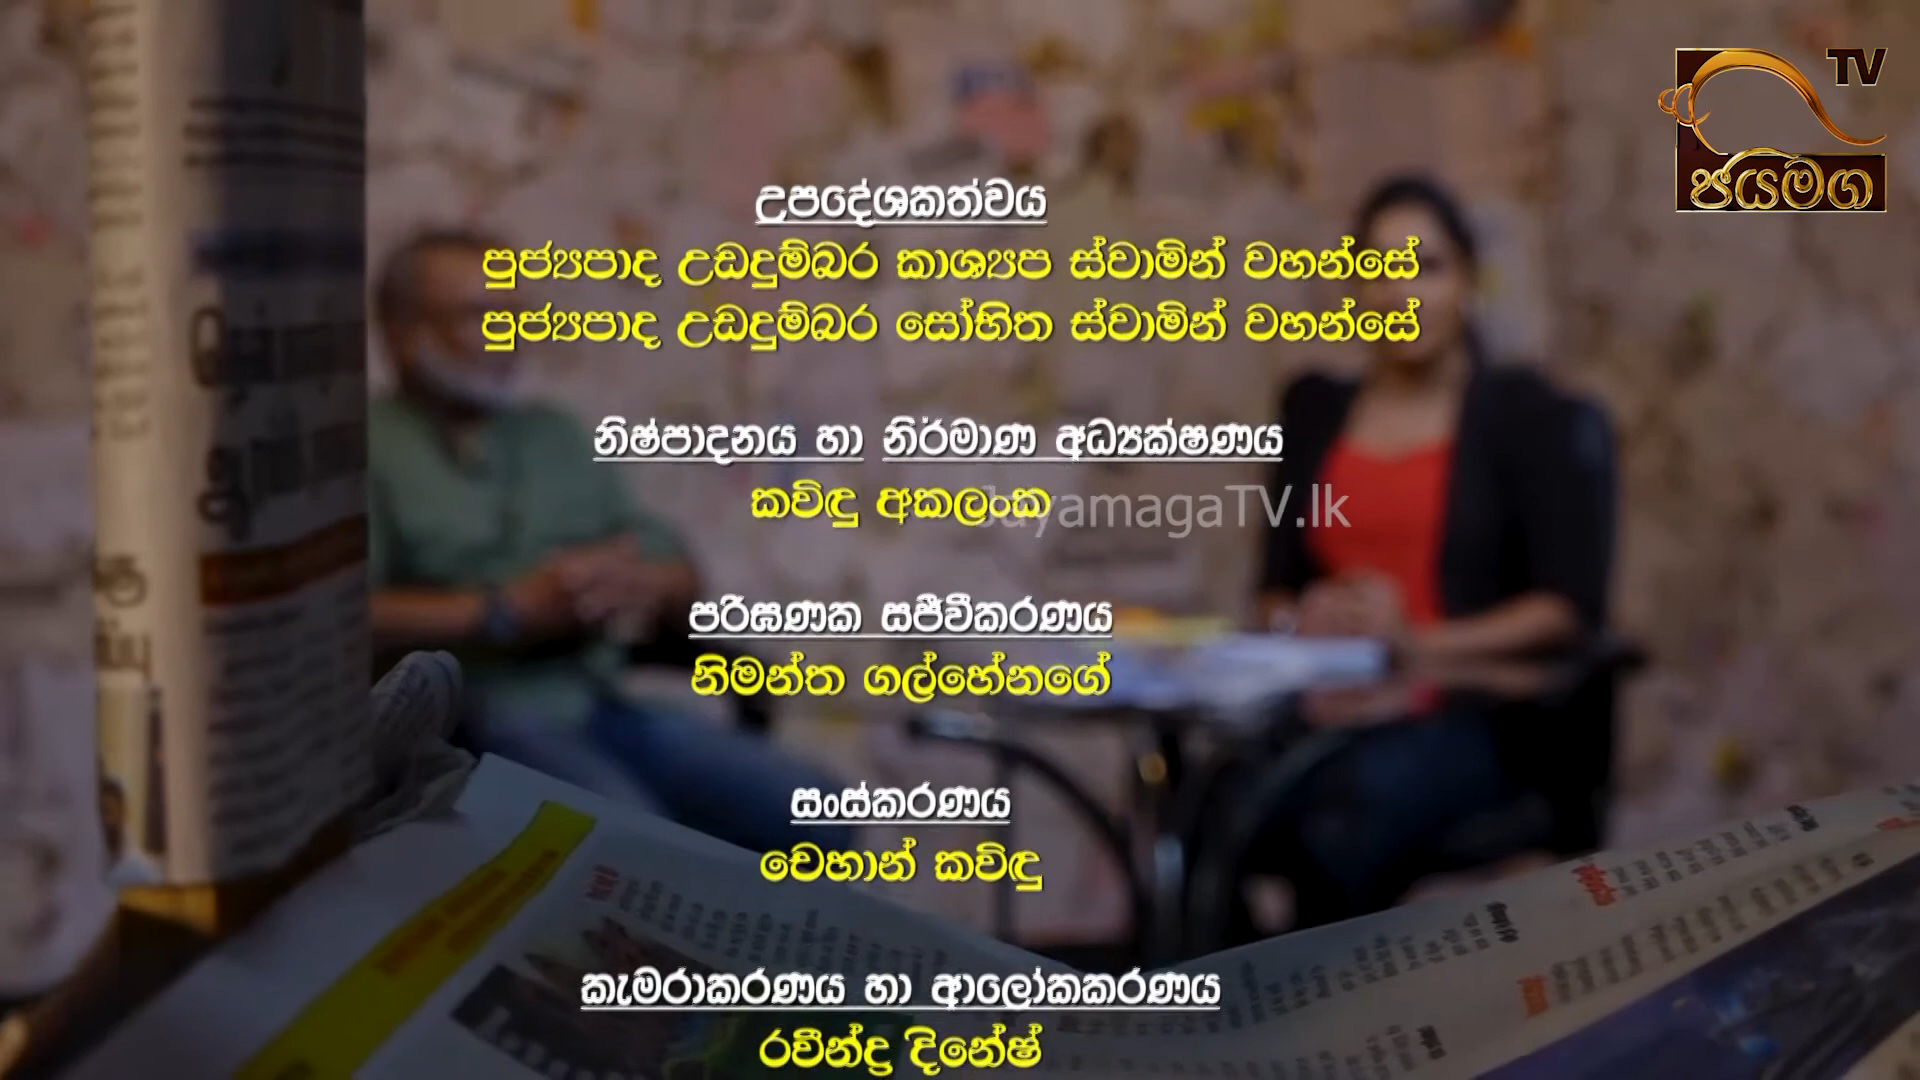 TV
ජයමග
උපදේශකත්වය
පුජ්‍යපාද උඩදුම්බර කාශ්‍යප ස්වාමින් වහන්සේ
පුජ්‍යපාද උඩදුම්බර සෝභිත ස්වාමින් වහන්සේ
නිෂ්පාදනය හා නිර්මාණ අධ්‍යක්ෂණය
කවිඳු අකලංක
JayamagaTV.lk
පරිඝණක සජීවීකරණය
නිමන්ත ගල්හේනගේ
සංස්කරණය
චෙහාන් කවිඳු
කැමරාකරණය හා ආලෝකකරණය
රවීන්ද්‍ර දිනේෂ්